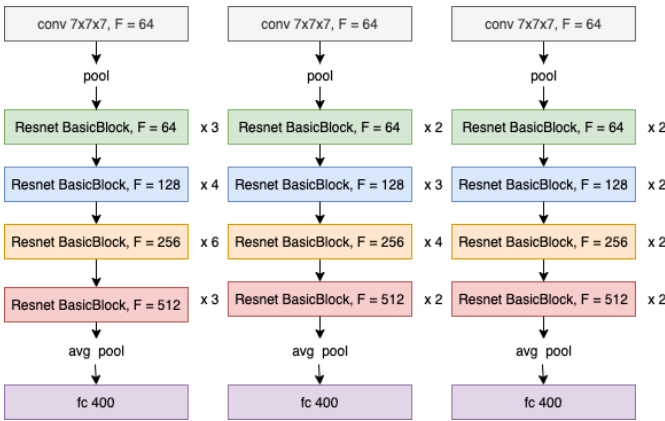 conv 7x7x7, F = 64
pool
Resnet BasicBlock, F = 64 x 3
Resnet BasicBlock, F = 128 x 4
Resnet BasicBlock, F = 256 x 6
Resnet BasicBlock, F = 512 x 3
avg pool
fc 400
conv 7x7x7, F = 64
pool
Resnet BasicBlock, F = 64 x 2
Resnet BasicBlock, F = 128 x 3
Resnet BasicBlock, F = 256 x 4
Resnet BasicBlock, F = 512 x 2
avg pool
fc 400
conv 7x7x7, F = 64
pool
Resnet BasicBlock, F = 64 x 2
Resnet BasicBlock, F = 128 x 2
Resnet BasicBlock, F = 256 x 2
Resnet BasicBlock, F = 512 x 2
avg pool
fc 400